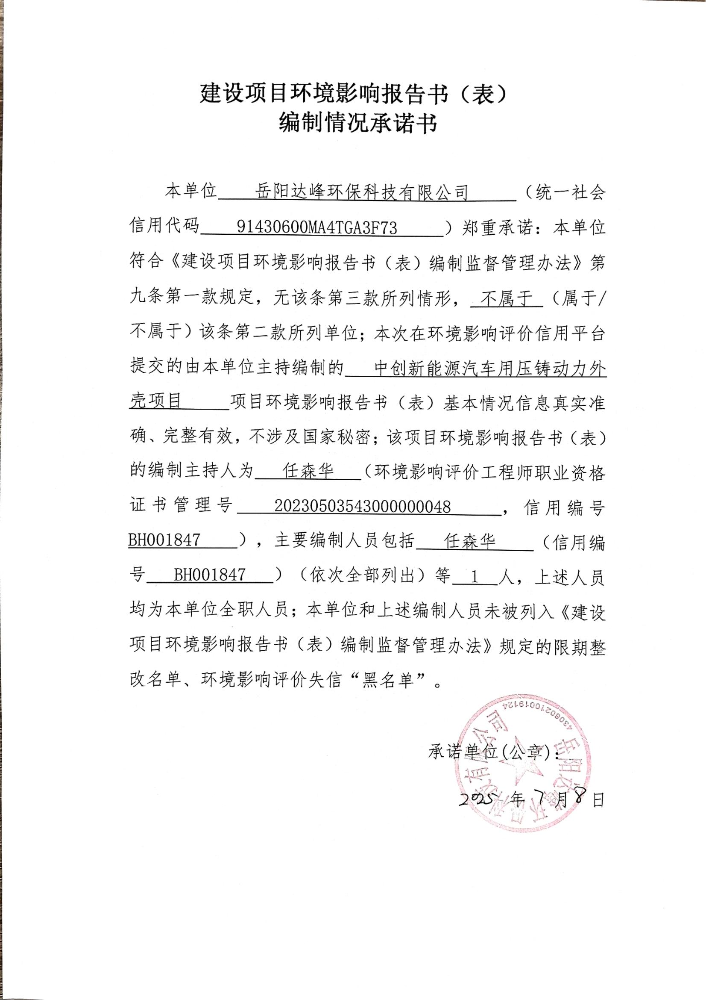 建设项目环境影响报告书（表）
编制情况承诺书
本单位 岳阳达峰环保科技有限公司 （统一社会
信用代码 91430600MA4TGA3F73 ）郑重承诺：本单位
符合《建设项目环境影响报告书（表）编制监督管理办法》第
九条第一款规定，无该条第三款所列情形， 不属于 （属于/
不属于）该条第二款所列单位；本次在环境影响评价信用平台
提交的由本单位主持编制的 中创新能源汽车用压铸动力外
壳项目 项目环境影响报告书（表）基本情况信息真实准
确、完整有效，不涉及国家秘密；该项目环境影响报告书（表）
的编制主持人为 任森华 （环境影响评价工程师职业资格
证书管理号 20230503543000000048 ，信用编号
BH001847 ），主要编制人员包括 任森华 （信用编
号 BH001847 ）（依次全部列出）等 1 人，上述人员
均为本单位全职人员；本单位和上述编制人员未被列入《建设
项目环境影响报告书（表）编制监督管理办法》规定的限期整
改名单、环境影响评价失信“黑名单”。
承诺单位(公章)：
2025 年 7 月 8 日
岳阳达峰环保科技有限公司
43060210019124